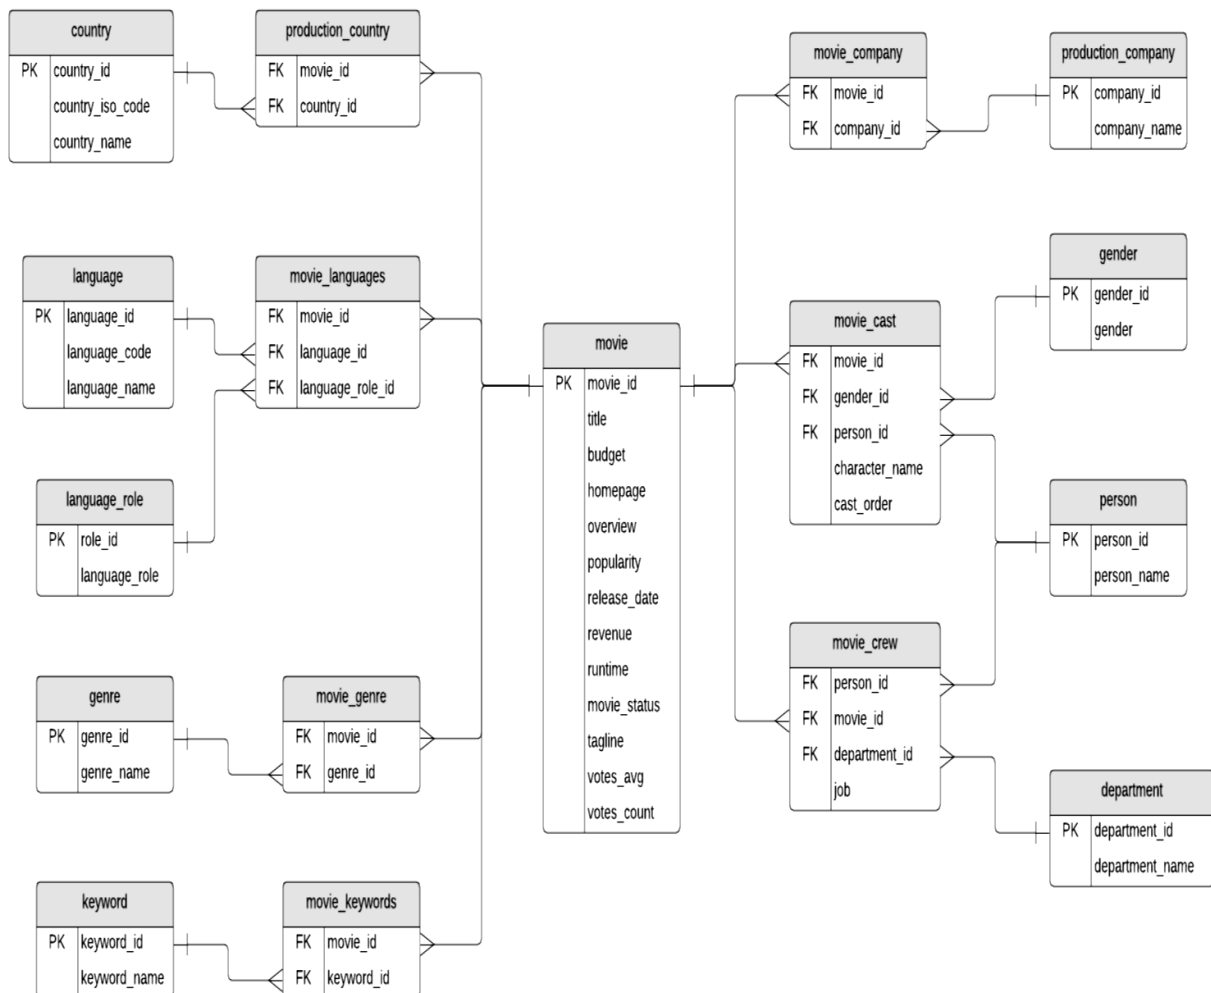 country
PK country_id
country_iso_code
country_name
production_country
FK movie_id
FK country_id
language
PK language_id
language_code
language_name
movie_languages
FK movie_id
FK language_id
FK language_role_id
language_role
PK role_id
language_role
genre
PK genre_id
genre_name
movie_genre
FK movie_id
FK genre_id
keyword
PK keyword_id
keyword_name
movie_keywords
FK movie_id
FK keyword_id
movie
PK movie_id
title
budget
homepage
overview
popularity
release_date
revenue
runtime
movie_status
tagline
votes_avg
votes_count
movie_company
FK movie_id
FK company_id
production_company
PK company_id
company_name
movie_cast
FK movie_id
FK gender_id
FK person_id
character_name
cast_order
gender
PK gender_id
gender
person
PK person_id
person_name
movie_crew
FK person_id
FK movie_id
FK department_id
job
department
PK department_id
department_name